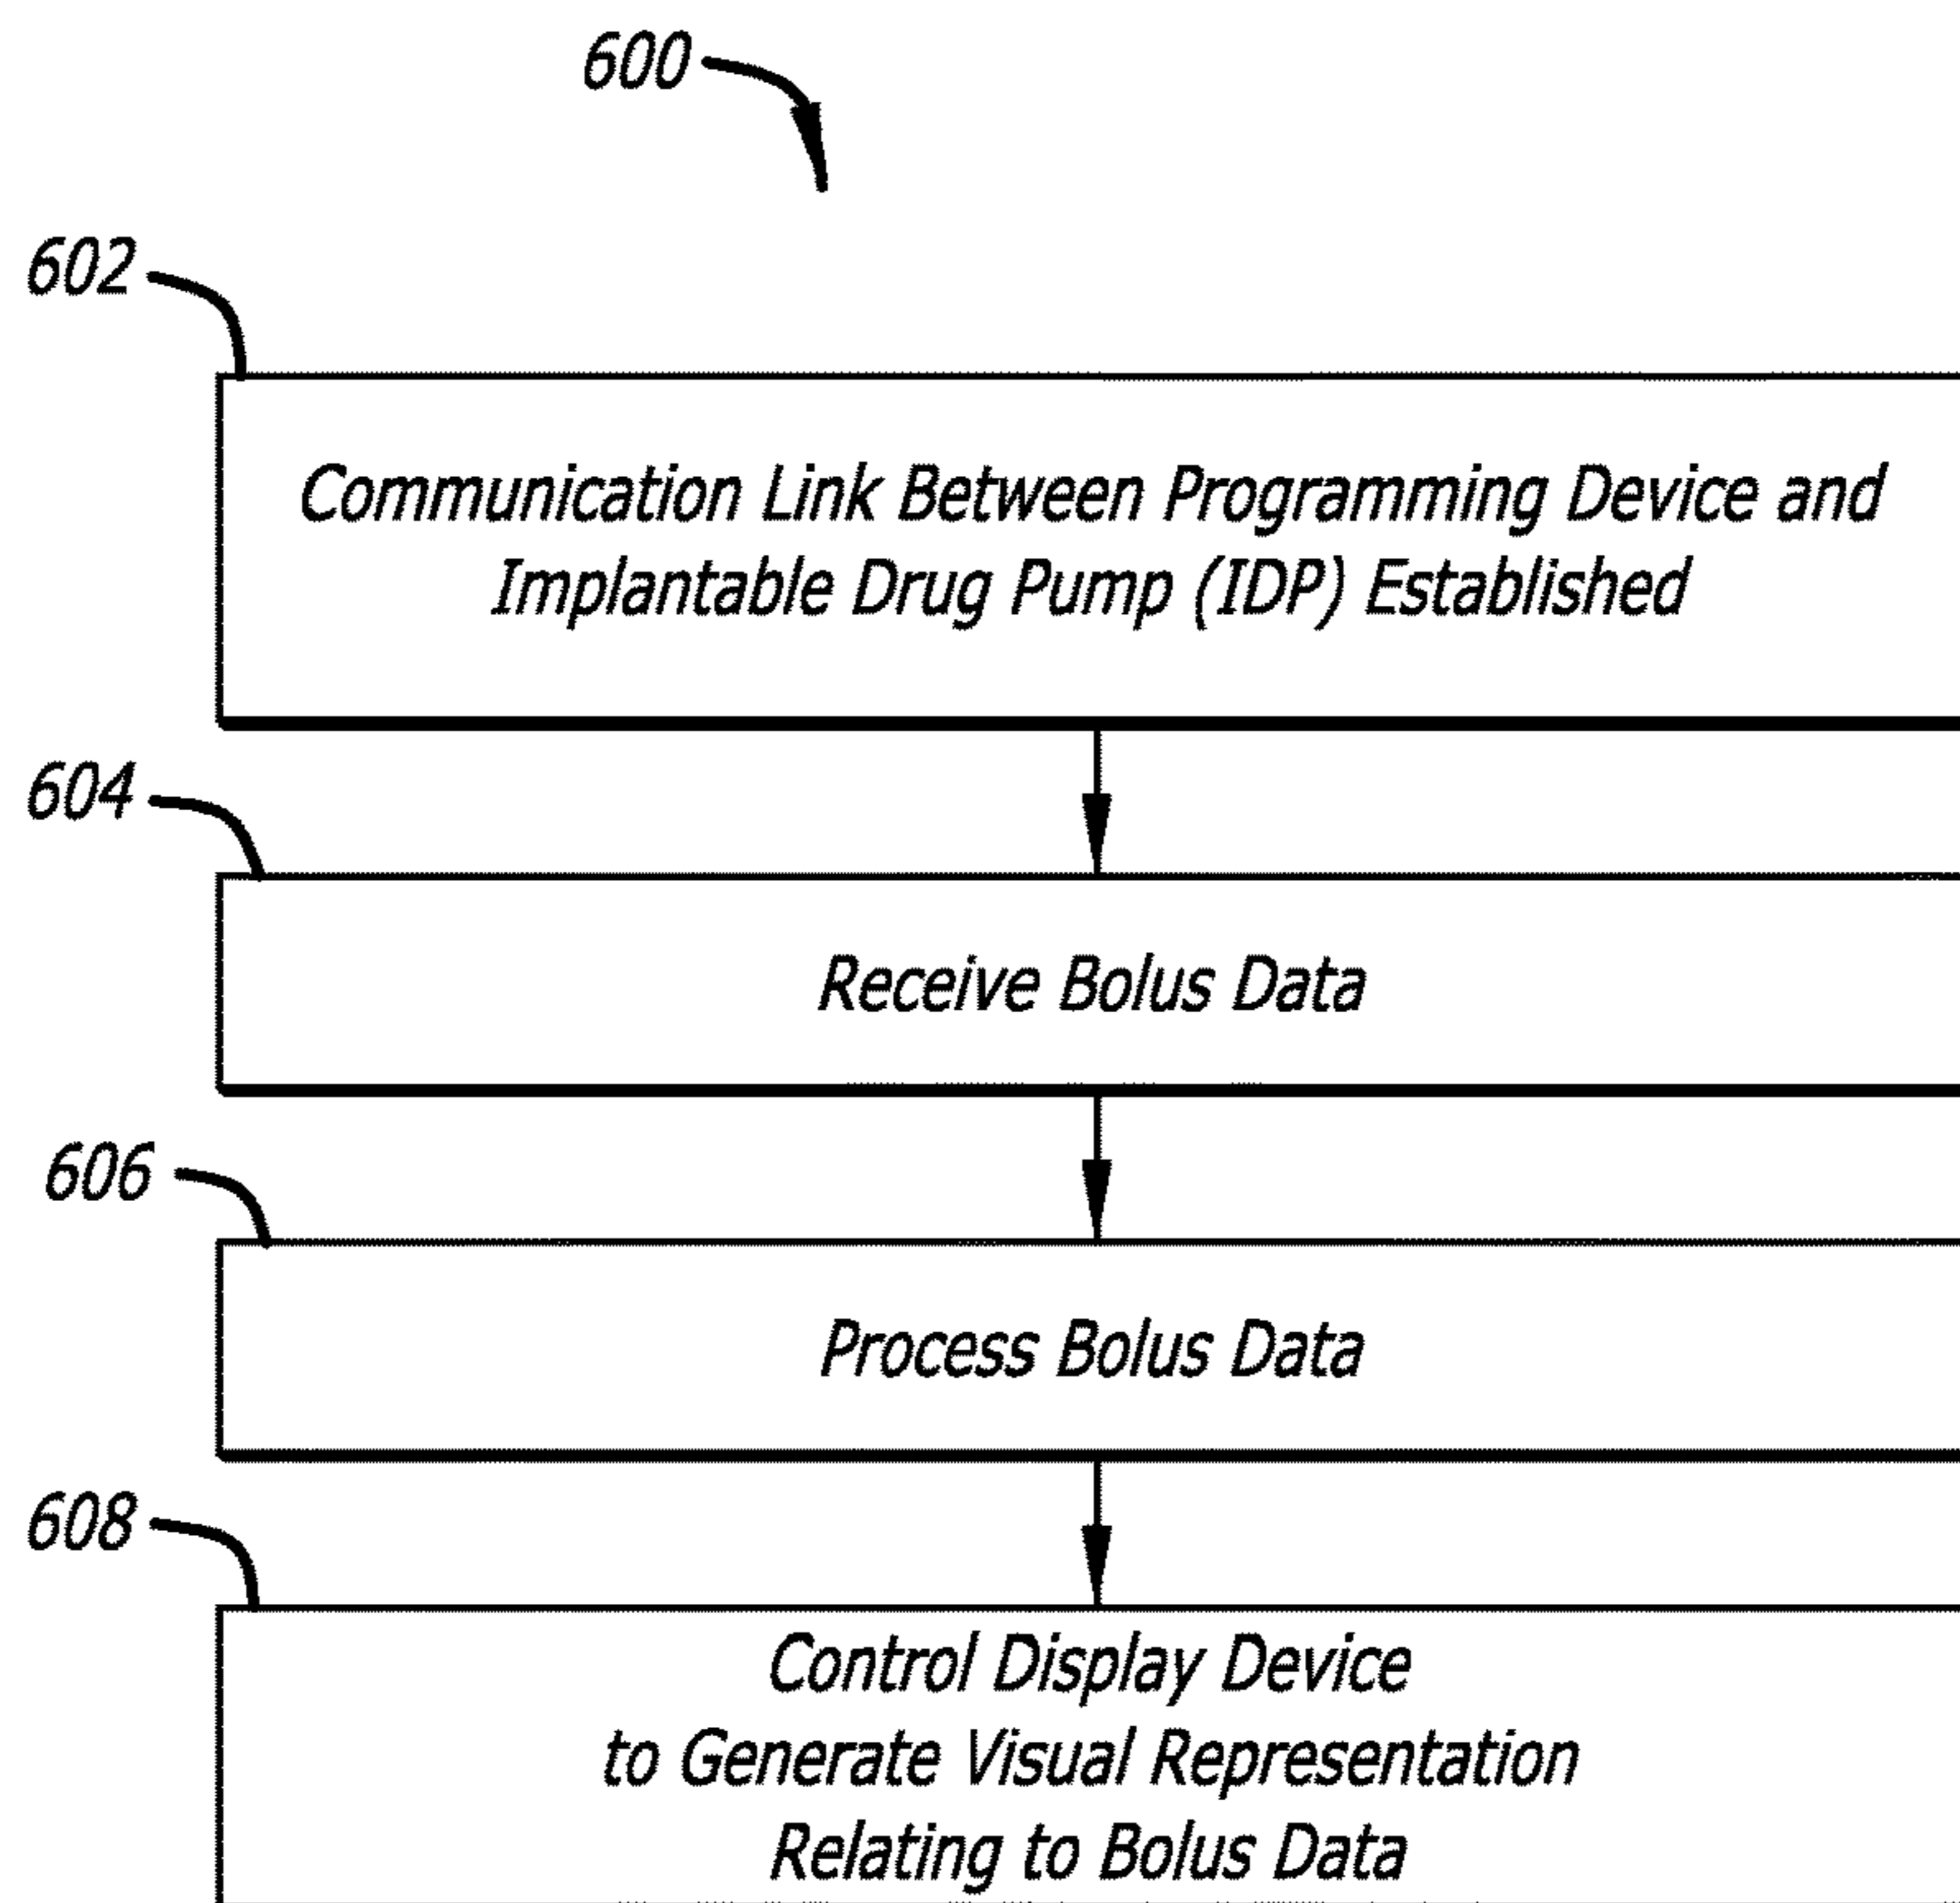 600
602
Communication Link Between Programming Device and
Implantable Drug Pump (IDP) Established
604
Receive Bolus Data
606
Process Bolus Data
608
Control Display Device
to Generate Visual Representation
Relating to Bolus Data